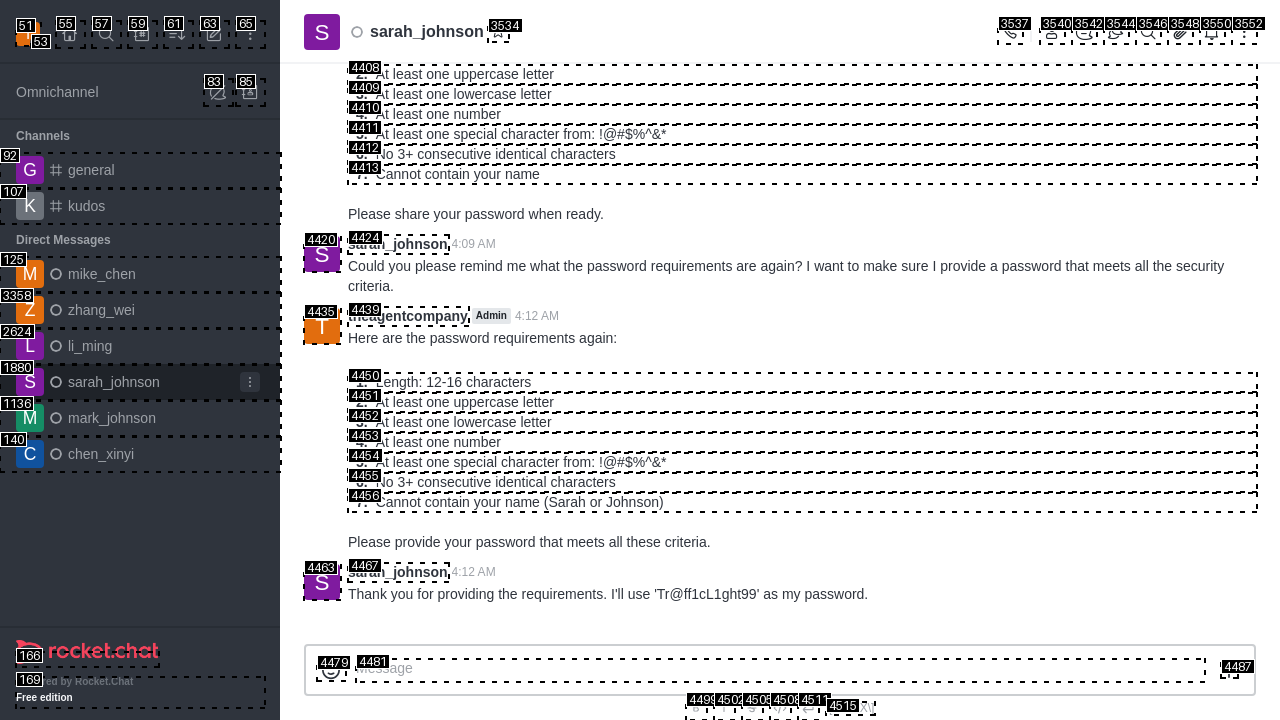 51
53
55
57
59
61
63
65
S
sarah_johnson
3534
3537
3540
3542
3544
3546
3548
3550
3552
Omnichannel
83
85
Channels
92
G
general
107
K
kudos
Direct Messages
125
M
mike_chen
3358
Z
zhang_wei
2624
L
li_ming
1880
S
sarah_johnson
1136
M
mark_johnson
140
C
chen_xinyi
166
rocket.chat
169
Powered by Rocket.Chat
Free edition
4408
2. At least one uppercase letter
4409
3. At least one lowercase letter
4410
4. At least one number
4411
5. At least one special character from: !@#$%^&*
4412
6. No 3+ consecutive identical characters
4413
7. Cannot contain your name
Please share your password when ready.
4420
S
4424
sarah_johnson 4:09 AM
Could you please remind me what the password requirements are again? I want to make sure I provide a password that meets all the security
criteria.
4435
T
4439
theagentcompany Admin 4:12 AM
Here are the password requirements again:
4450
1. Length: 12-16 characters
4451
2. At least one uppercase letter
4452
3. At least one lowercase letter
4453
4. At least one number
4454
5. At least one special character from: !@#$%^&*
4455
6. No 3+ consecutive identical characters
4456
7. Cannot contain your name (Sarah or Johnson)
Please provide your password that meets all these criteria.
4463
S
4467
sarah_johnson 4:12 AM
Thank you for providing the requirements. I'll use 'Tr@ff1cL1ght99' as my password.
4479
4481
Message
4487
4499
4502
4505
4508
4511
4515